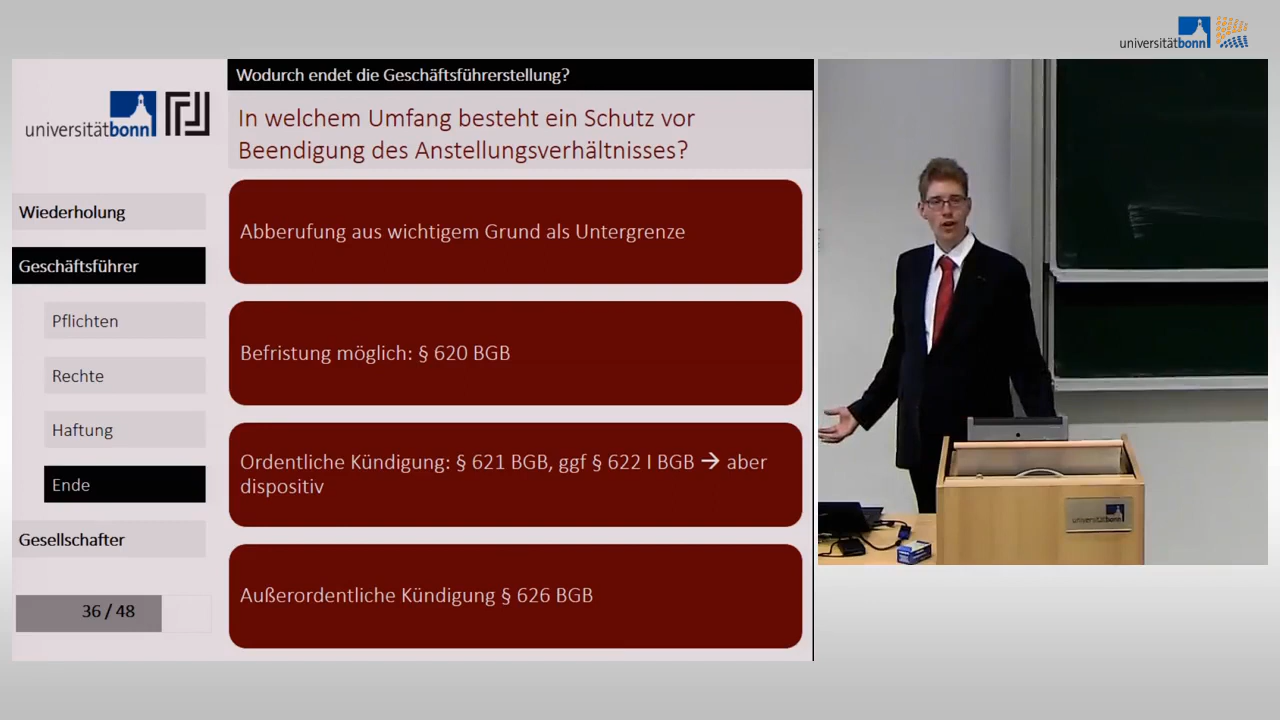 universitätbonn
Wodurch endet die Geschäftsführerstellung?
universitätbonn
In welchem Umfang besteht ein Schutz vor
Beendigung des Anstellungsverhältnisses?
Wiederholung
Geschäftsführer
Pflichten
Rechte
Haftung
Ende
Gesellschafter
36 / 48
Abberufung aus wichtigem Grund als Untergrenze
Befristung möglich: § 620 BGB
Ordentliche Kündigung: § 621 BGB, ggf § 622 I BGB → aber
dispositiv
Außerordentliche Kündigung § 626 BGB
universitätbonn